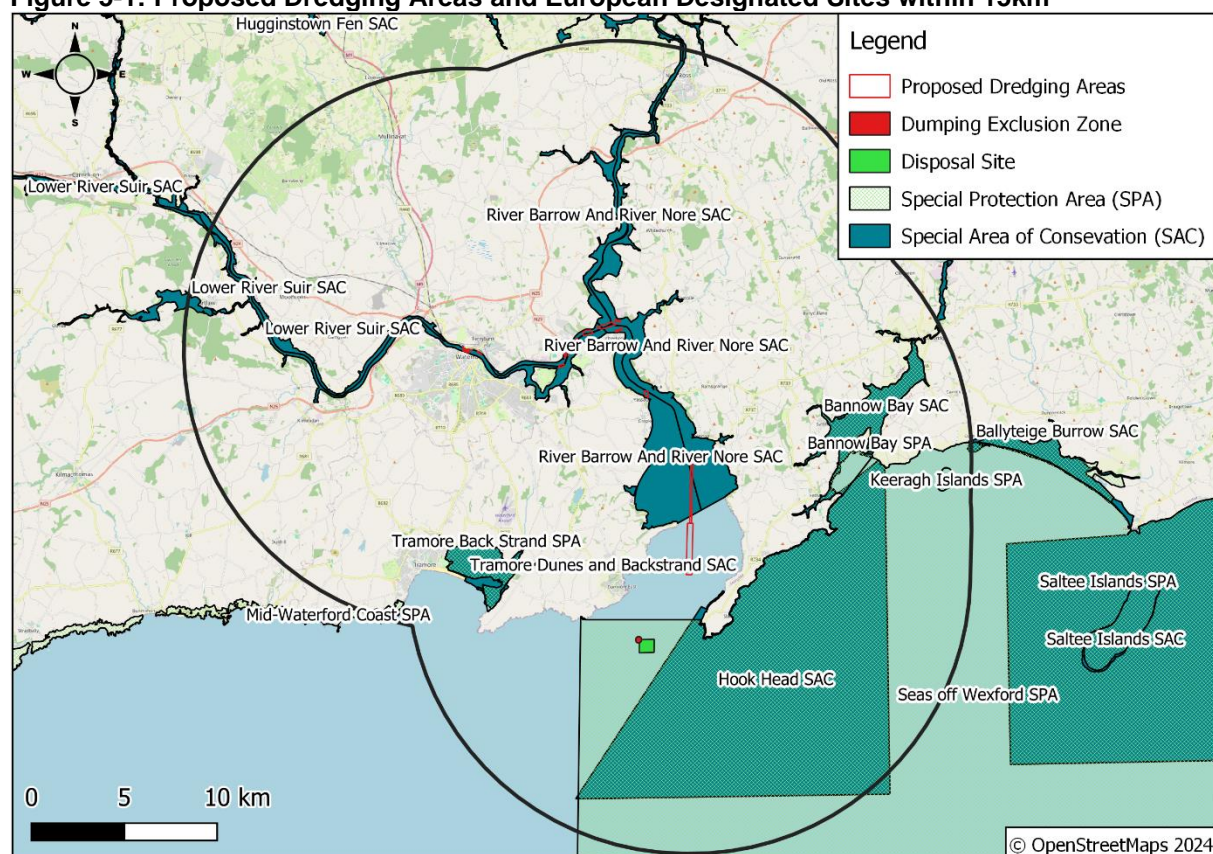 Figure 5-1: Proposed Dredging Areas and European Designated Sites within 15km
Hugginstown Fen SAC
N
W E
S
Legend
Proposed Dredging Areas
Dumping Exclusion Zone
Disposal Site
Special Protection Area (SPA)
Special Area of Consevation (SAC)
Lower River Suir SAC
River Barrow And River Nore SAC
Lower River Suir SAC
Lower River Suir SAC
River Barrow And River Nore SAC
Bannow Bay SAC
Bannow Bay SPA
Ballyteige Burrow SAC
River Barrow And River Nore SAC
Keeragh Islands SPA
Tramore Back Strand SPA
Tramore Dunes and Backstrand SAC
Saltee Islands SPA
Mid-Waterford Coast SPA
Saltee Islands SAC
Hook Head SAC
Seas off Wexford SPA
0 5 10 km
© OpenStreetMaps 2024